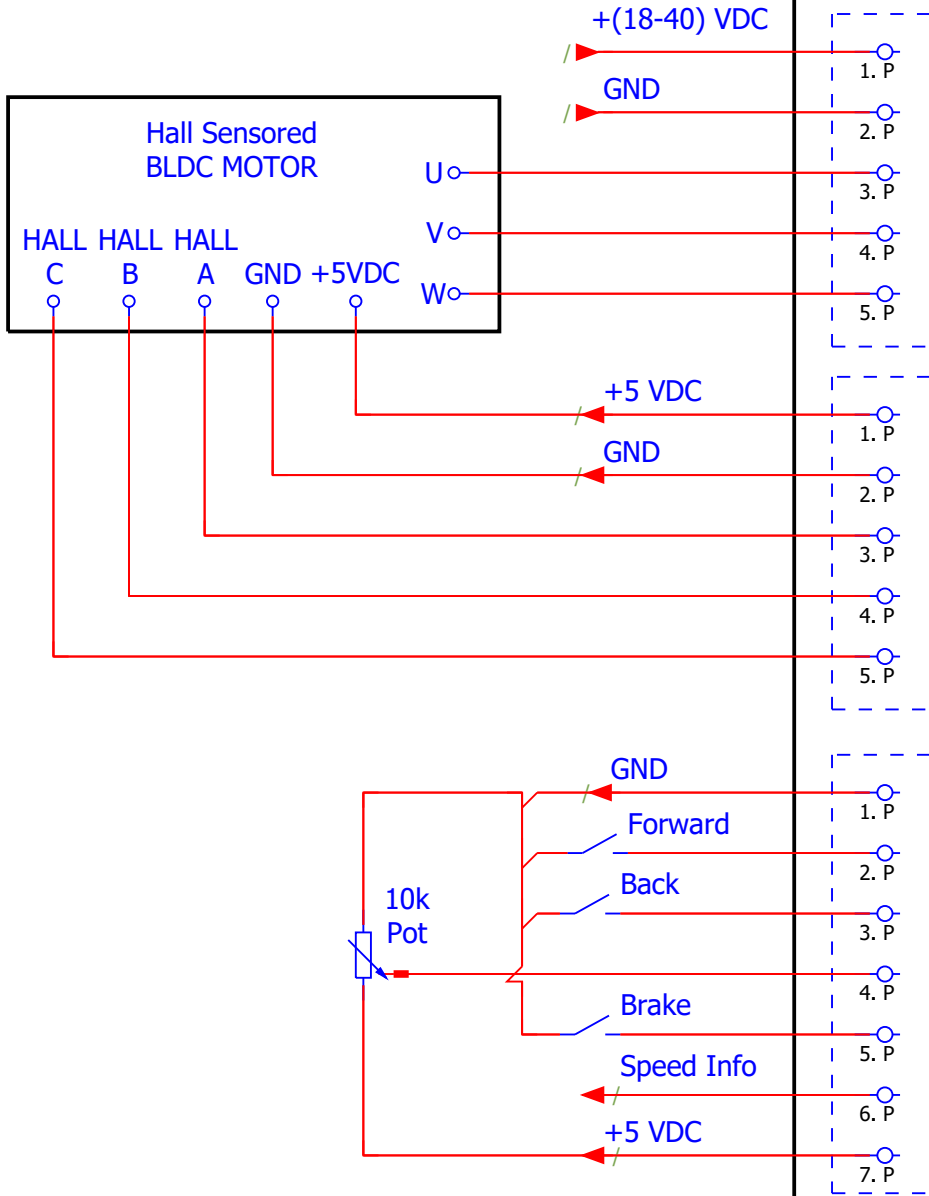 +(18-40) VDC
1. P
GND
2. P
Hall Sensored
BLDC MOTOR
U
3. P
V
4. P
HALL HALL HALL
C B A GND +5VDC
W
5. P
+5 VDC
1. P
GND
2. P
3. P
4. P
5. P
GND
1. P
Forward
2. P
Back
3. P
10k
Pot
4. P
Brake
5. P
Speed Info
6. P
+5 VDC
7. P